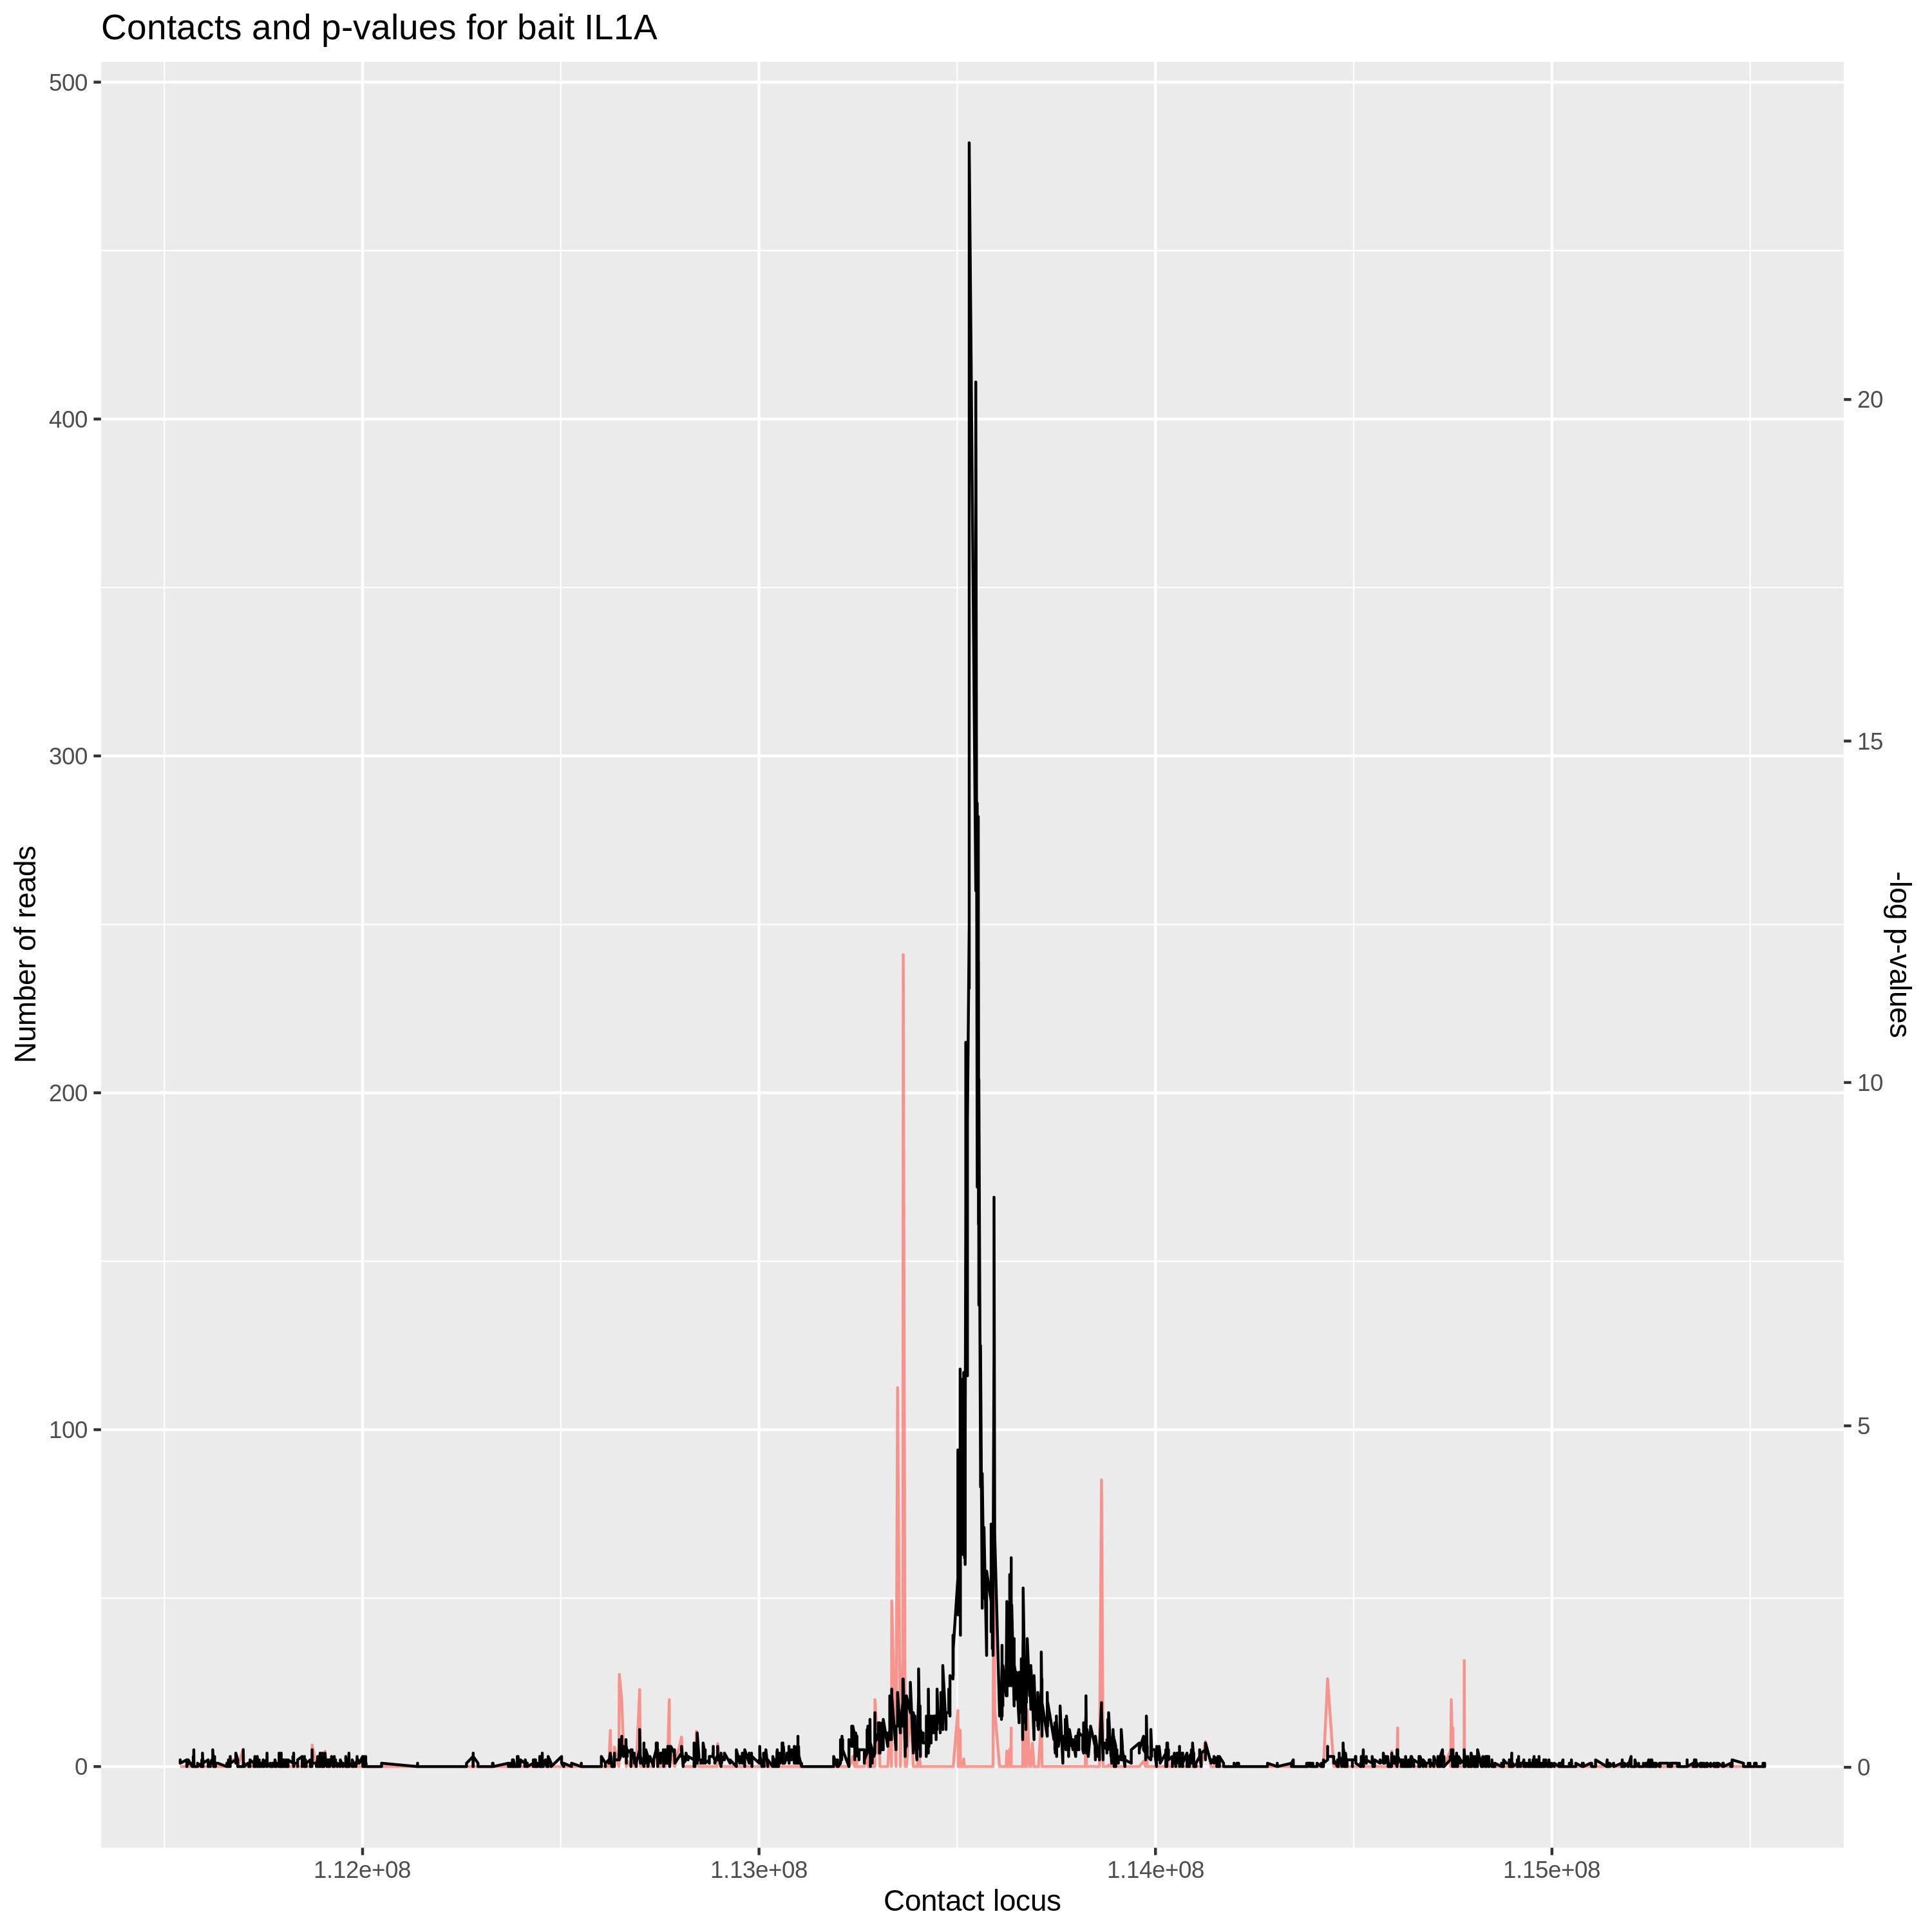 Contacts and p-values for bait IL1A
500
400
300
200
100
0
Number of reads
20
15
10
5
0
-log p-values
1.12e+08
1.13e+08
1.14e+08
1.15e+08
Contact locus